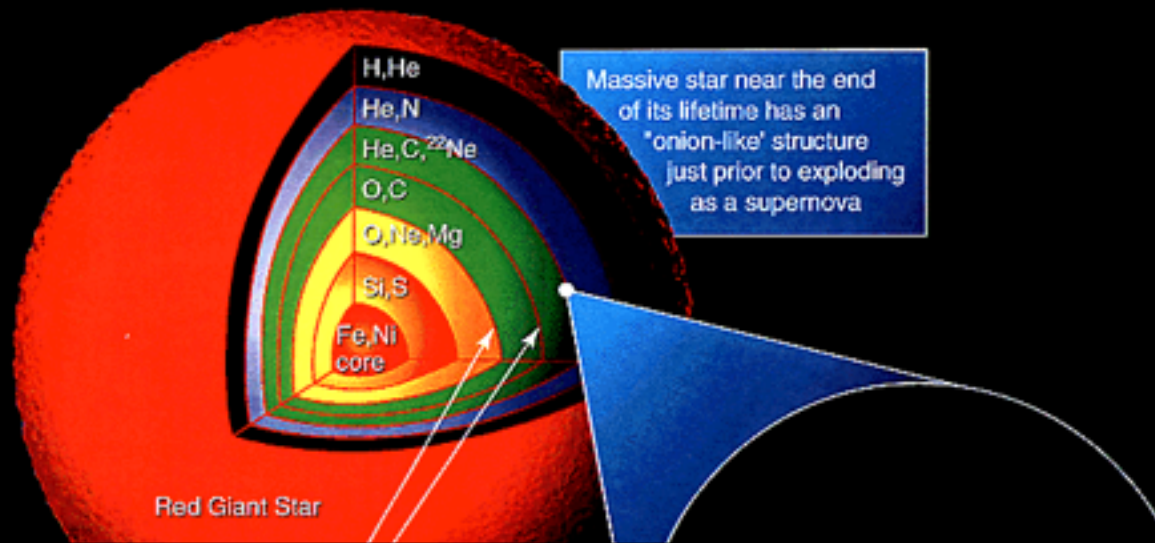 H,He
He,N
He,C,²²Ne
O,C
O,Ne,Mg
Si,S
Fe,Ni
core
Red Giant Star
Massive star near the end
of its lifetime has an
"onion-like' structure
just prior to exploding
as a supernova